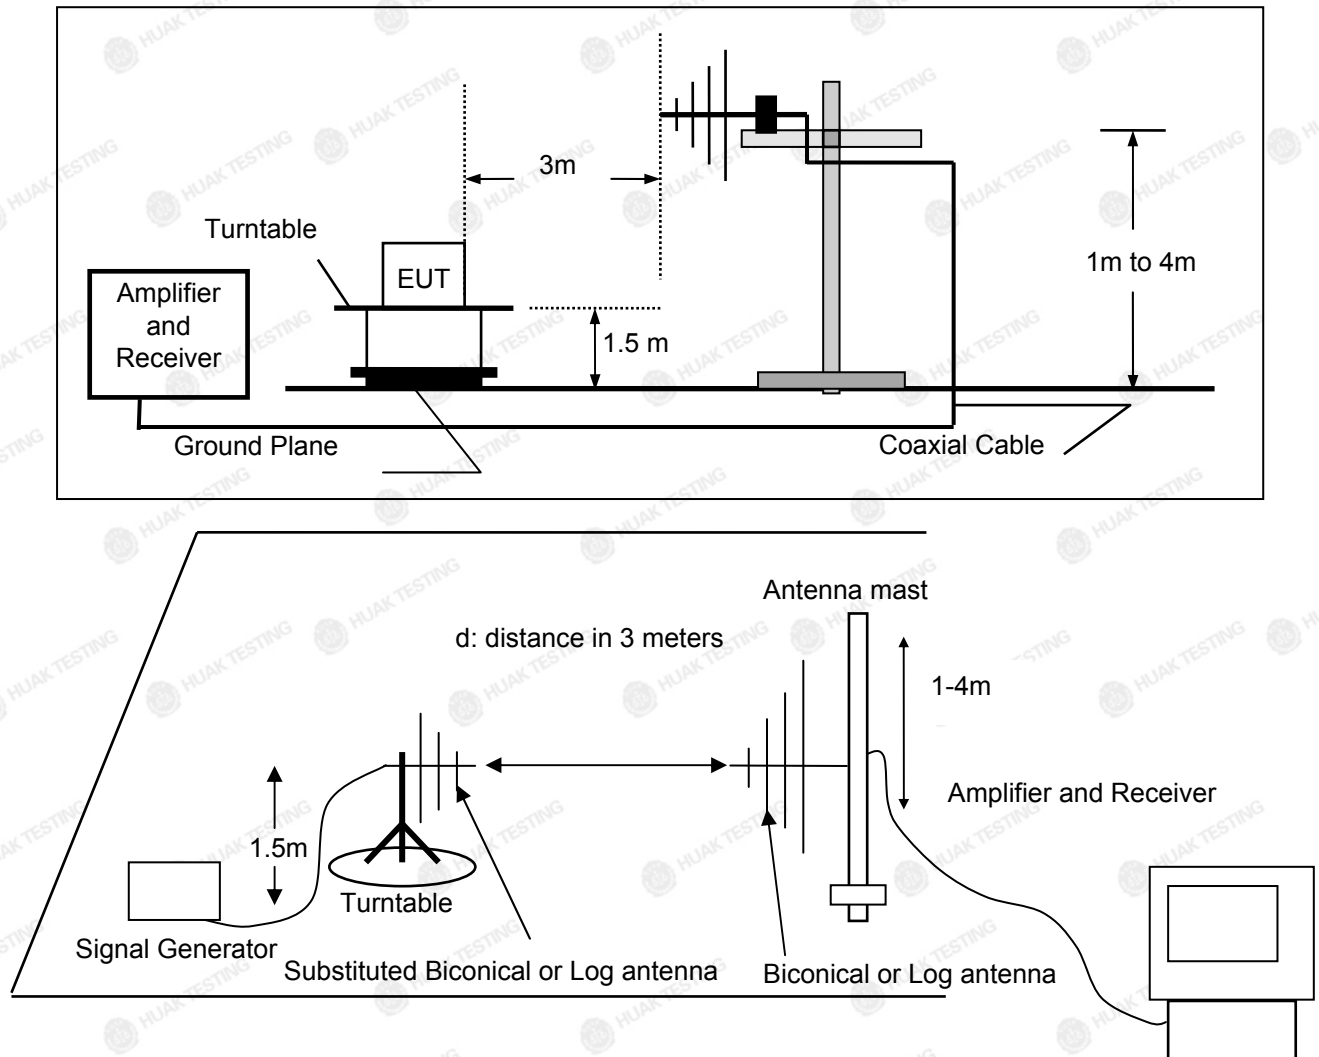 3m
Turntable
EUT
1m to 4m
Amplifier
and
Receiver
1.5 m
Ground Plane
Coaxial Cable
Antenna mast
d: distance in 3 meters
1-4m
Amplifier and Receiver
1.5m
Turntable
Signal Generator
Substituted Biconical or Log antenna
Biconical or Log antenna
HUAK TESTING